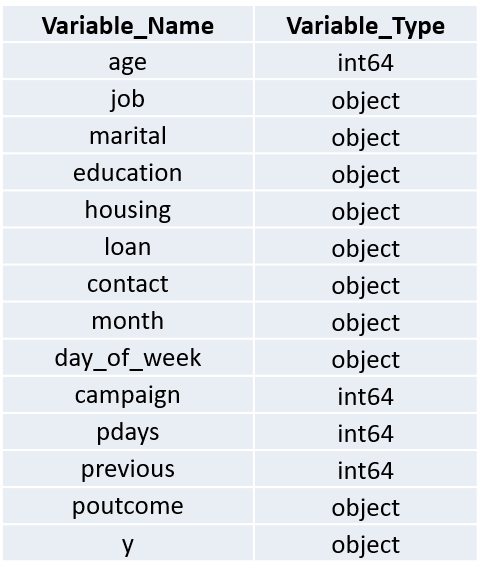 Variable_Name Variable_Type
age int64
job object
marital object
education object
housing object
loan object
contact object
month object
day_of_week object
campaign int64
pdays int64
previous int64
poutcome object
y object